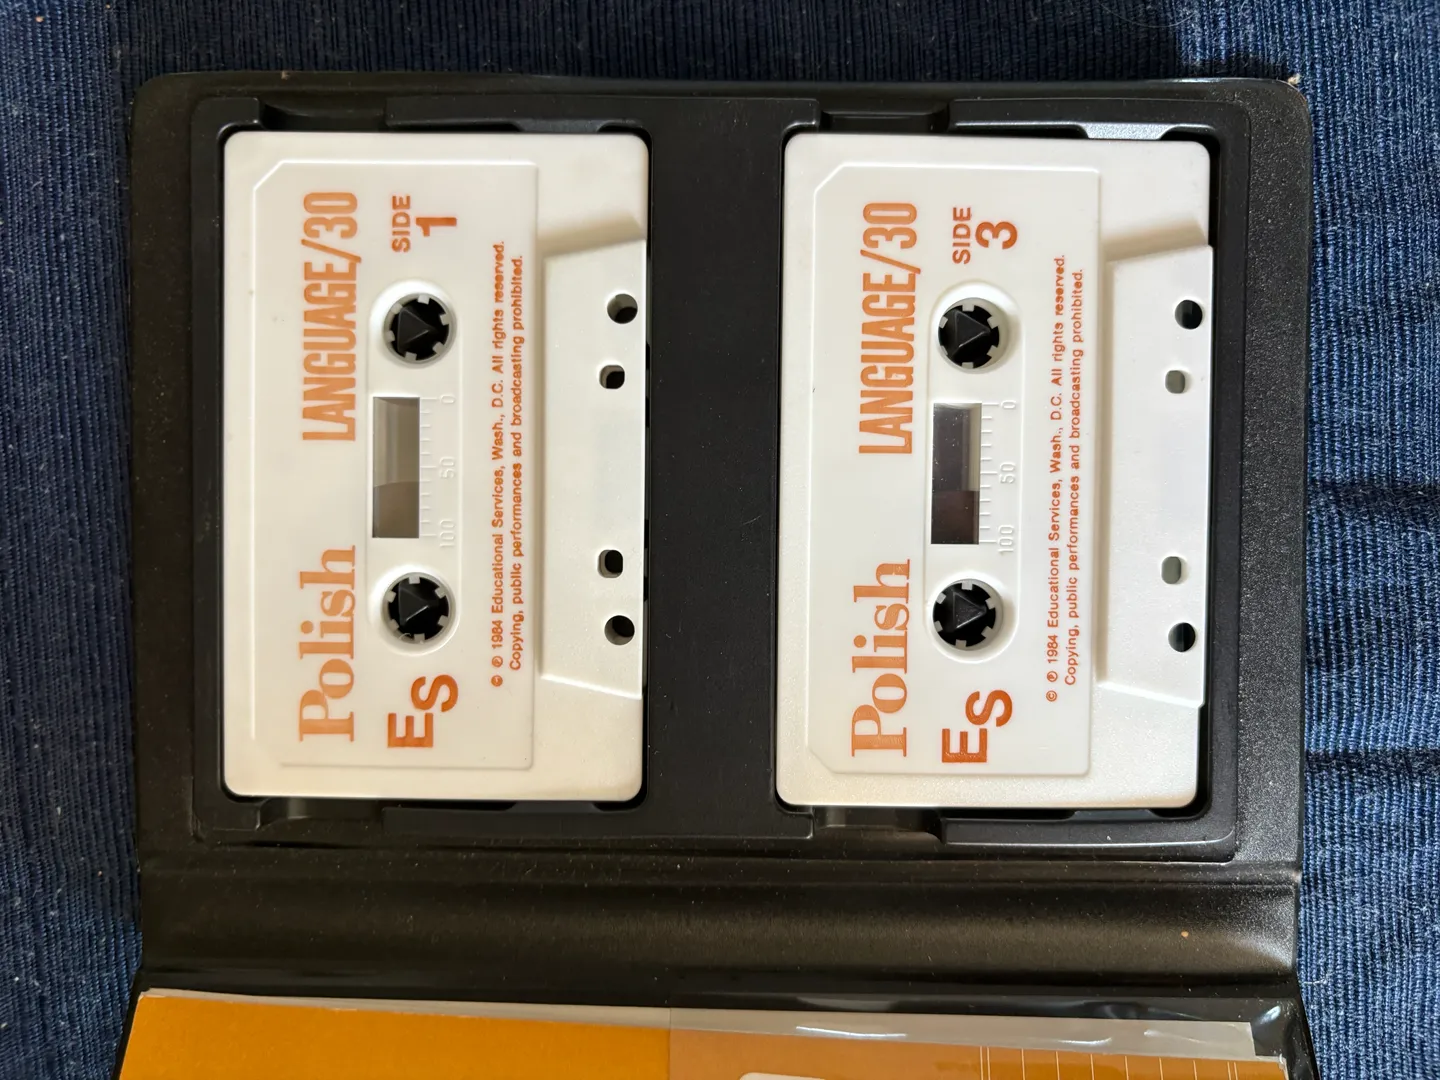 Polish LANGUAGE/30
ES
SIDE
1
0
50
100
© ℗ 1984 Educational Services, Wash., D.C. All rights reserved.
Copying, public performances and broadcasting prohibited.
Polish LANGUAGE/30
ES
SIDE
3
0
50
100
© ℗ 1984 Educational Services, Wash., D.C. All rights reserved.
Copying, public performances and broadcasting prohibited.